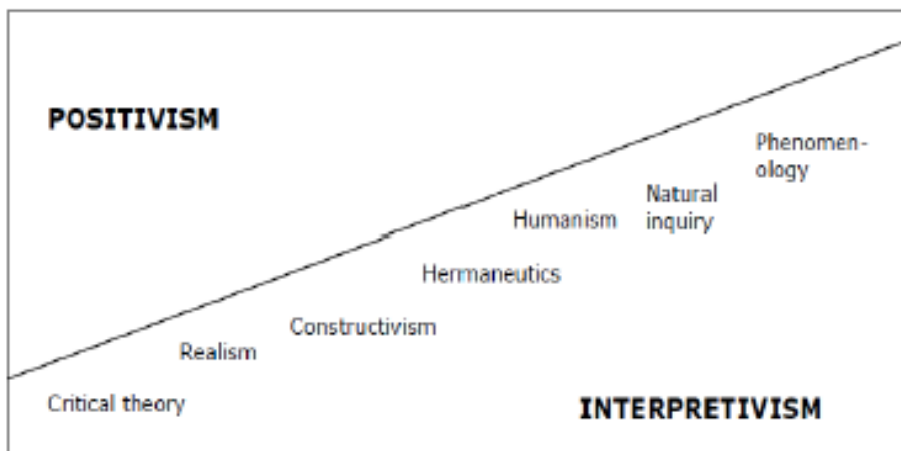 POSITIVISM
Phenomen-
ology
Natural
inquiry
Humanism
Hermaneutics
Constructivism
Realism
Critical theory
INTERPRETIVISM